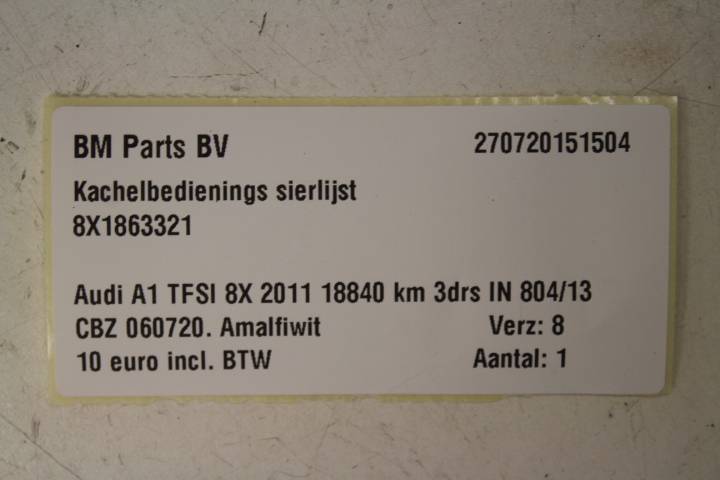 BM Parts BV 270720151504
Kachelbedienings sierlijst
8X1863321
Audi A1 TFSI 8X 2011 18840 km 3drs IN 804/13
CBZ 060720. Amalfiwit Verz: 8
10 euro incl. BTW Aantal: 1